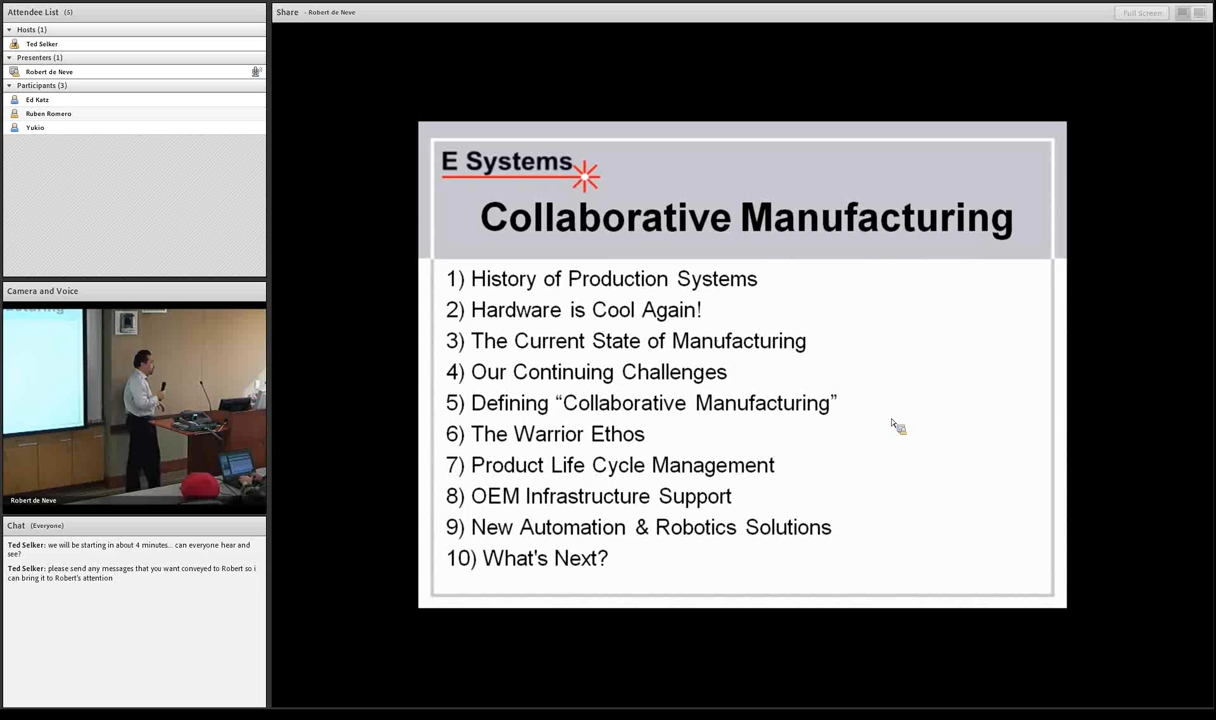 Attendee List (5)
Hosts (1)
Ted Selker
Presenters (1)
Robert de Neve
Participants (3)
Ed Katz
Ruben Romero
Yukio
Camera and Voice
Robert de Neve
Chat (Everyone)
Ted Selker: we will be starting in about 4 minutes... can everyone hear and
see?
Ted Selker: please send any messages that you want conveyed to Robert so i
can bring it to Robert's attention
Share - Robert de Neve
Full Screen
E Systems
Collaborative Manufacturing
1) History of Production Systems
2) Hardware is Cool Again!
3) The Current State of Manufacturing
4) Our Continuing Challenges
5) Defining “Collaborative Manufacturing”
6) The Warrior Ethos
7) Product Life Cycle Management
8) OEM Infrastructure Support
9) New Automation & Robotics Solutions
10) What's Next?